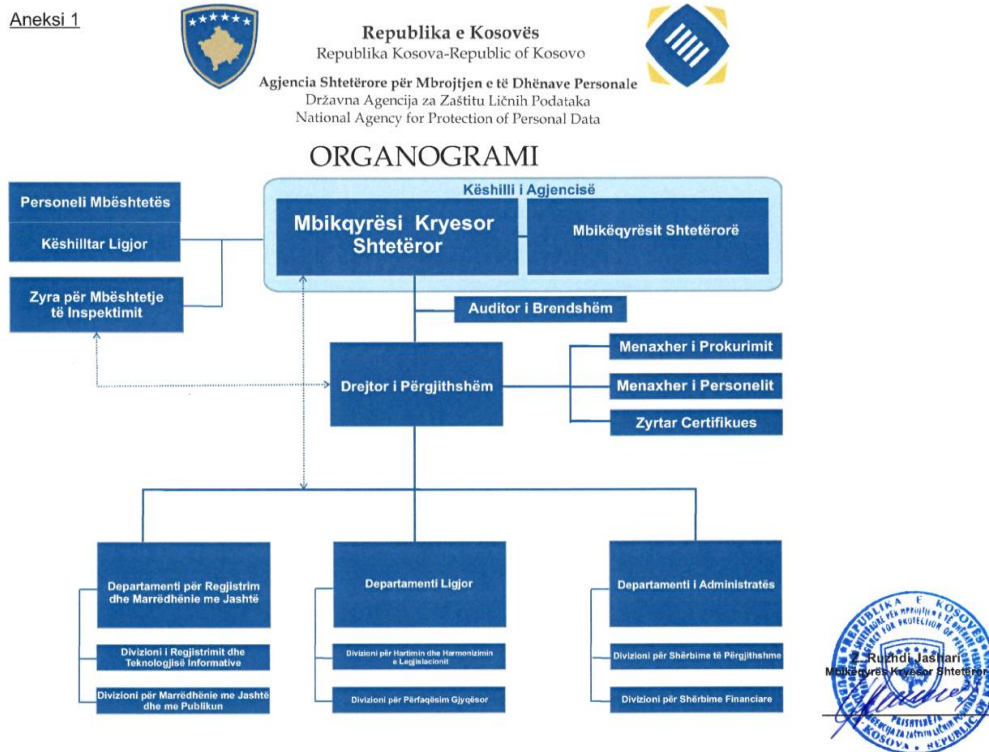 Aneksi 1
Republika e Kosovës
Republika Kosova-Republic of Kosovo
Agjencia Shtetërore për Mbrojtjen e të Dhënave Personale
Državna Agencija za Zaštitu Ličnih Podataka
National Agency for Protection of Personal Data
ORGANOGRAMI
Këshilli i Agjencisë
Mbikqyrësi Kryesor
Shtetëror
Mbikëqyrësit Shtetërorë
Personeli Mbështetës
Këshilltar Ligjor
Zyra për Mbështetje
të Inspektimit
Auditor i Brendshëm
Drejtor i Përgjithshëm
Menaxher i Prokurimit
Menaxher i Personelit
Zyrtar Certifikues
Departamenti për Regjistrim
dhe Marrëdhënie me Jashtë
Divizioni i Regjistrimit dhe
Teknologjisë Informative
Divizioni për Marrëdhënie me Jashtë
dhe me Publikun
Departamenti Ligjor
Divizioni për Hartimin dhe Harmonizimin
e Legjislacionit
Divizioni për Përfaqësim Gjyqësor
Departamenti i Administratës
Divizioni për Shërbime të Përgjithshme
Divizioni për Shërbime Financiare
Ruzhdi Jashari
Mbikëqyrës Kryesor Shtetëror